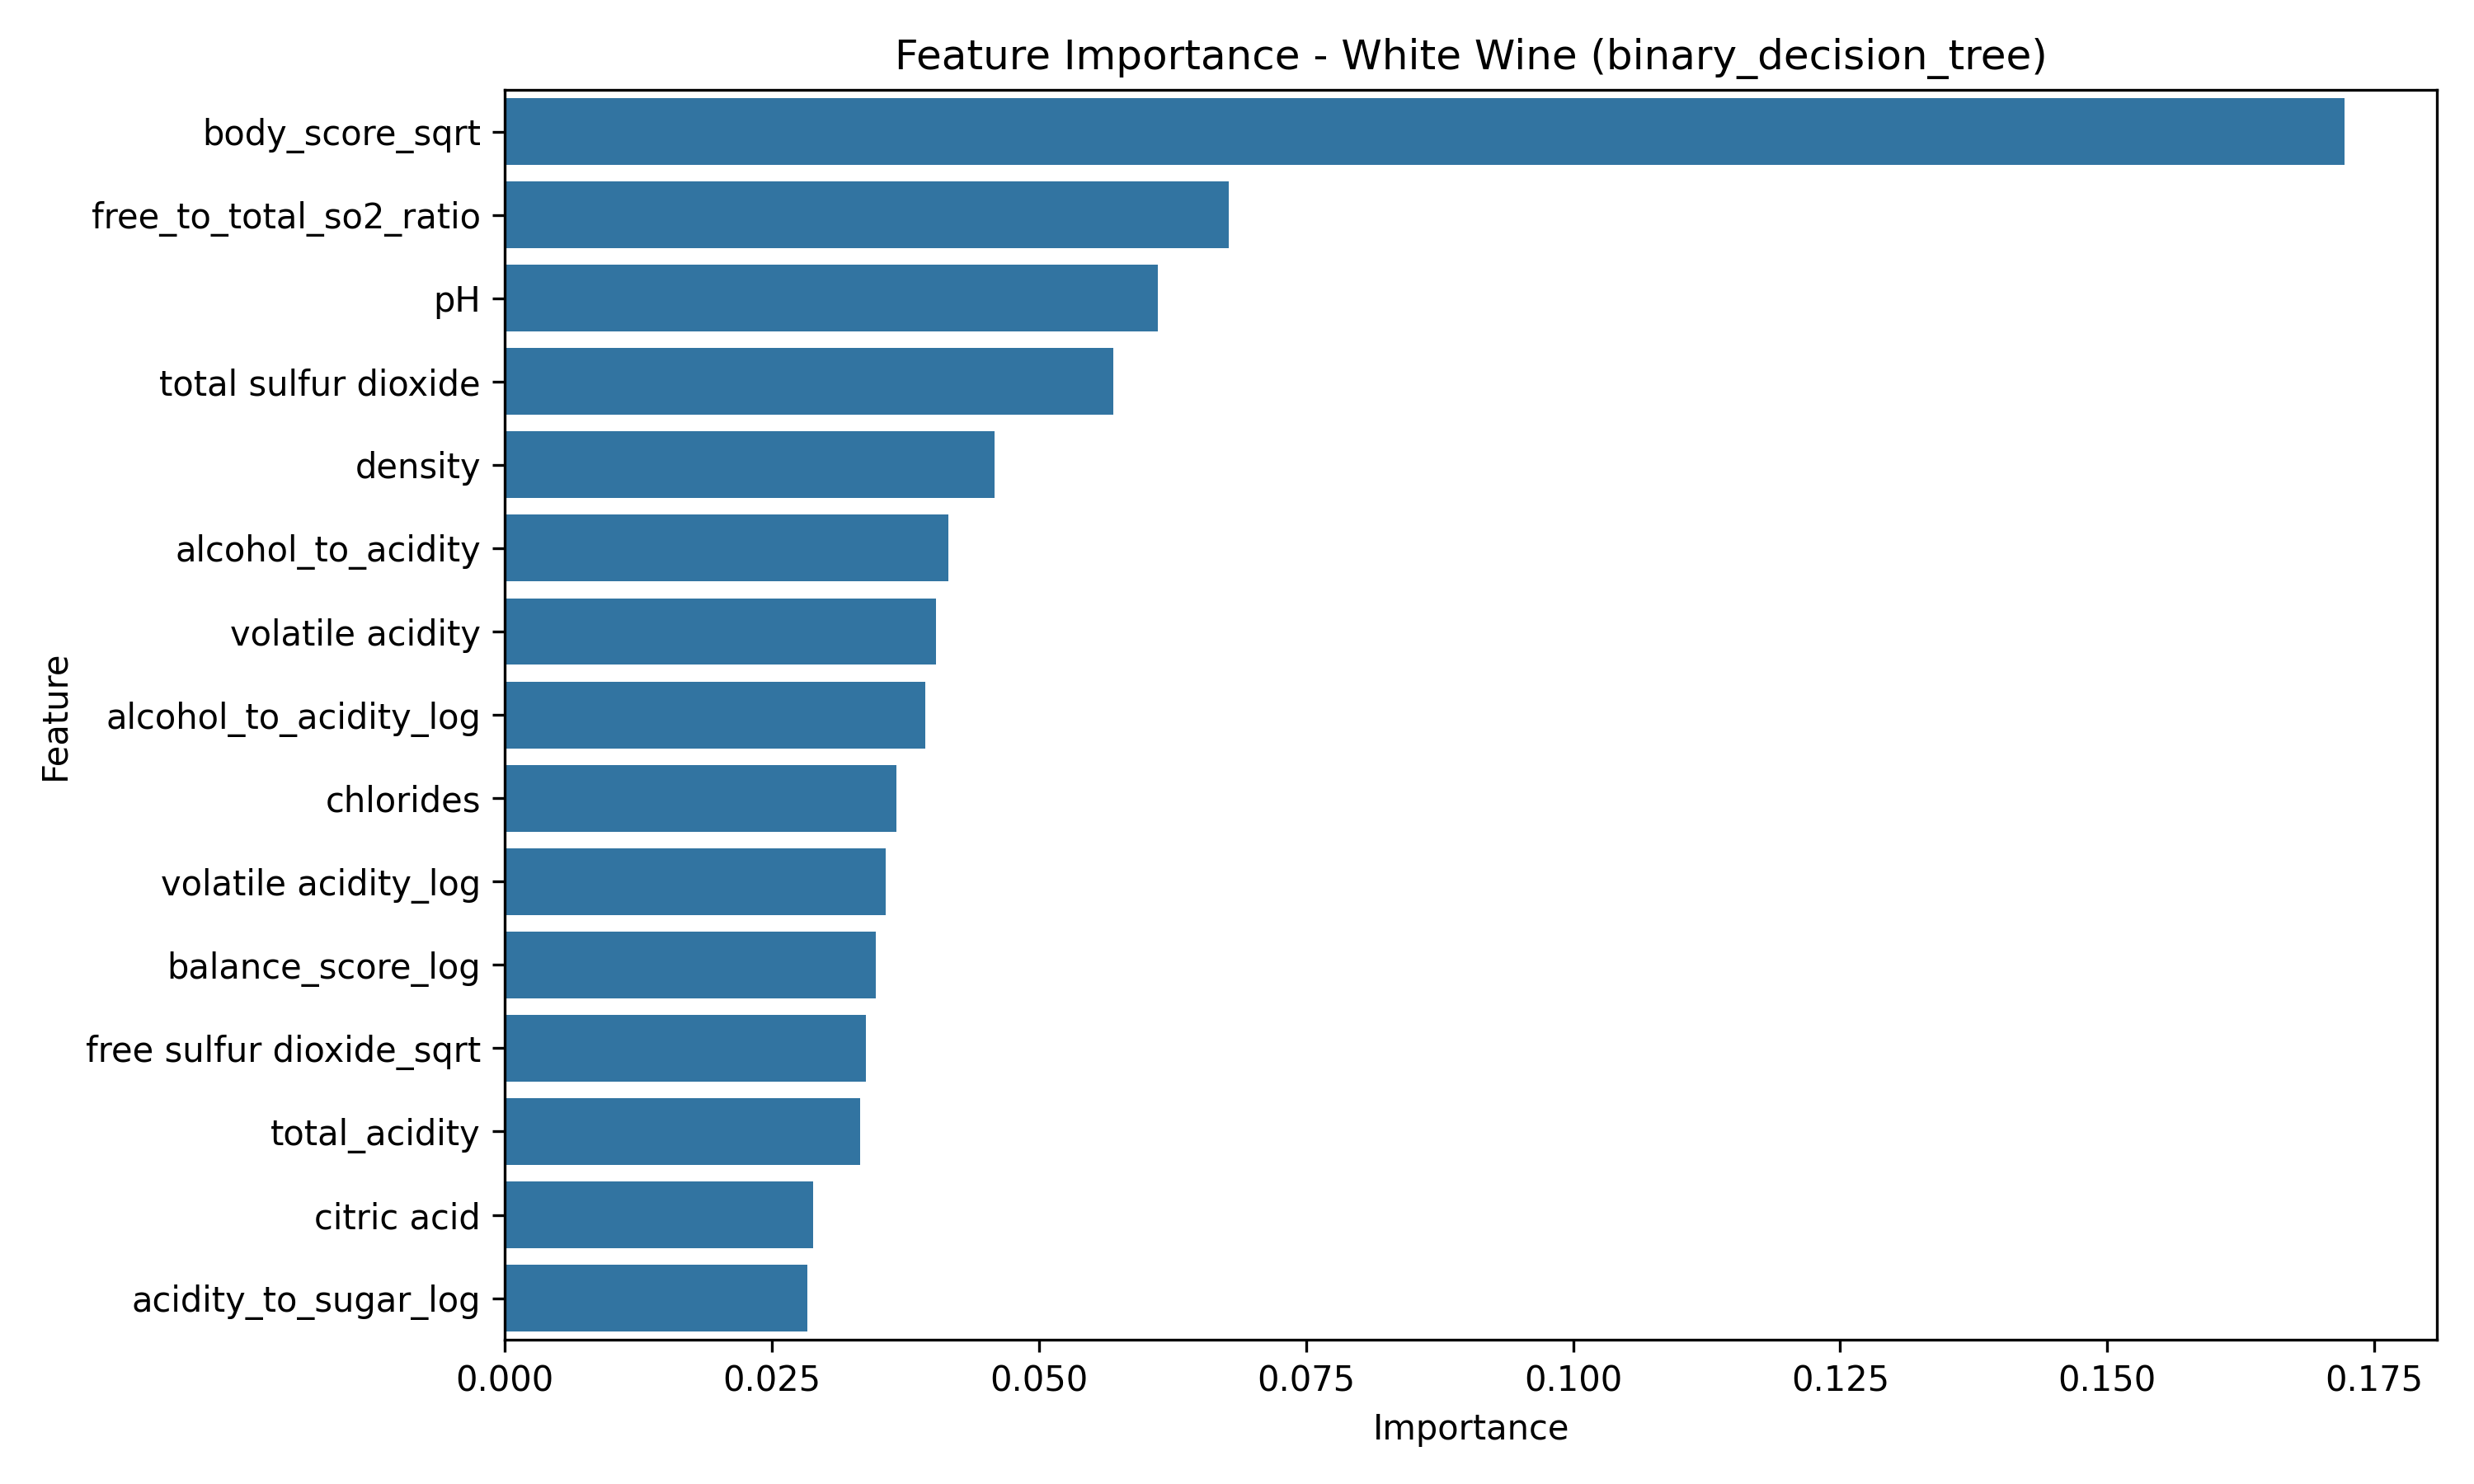 Feature Importance - White Wine (binary_decision_tree)
body_score_sqrt
free_to_total_so2_ratio
pH
total sulfur dioxide
density
alcohol_to_acidity
volatile acidity
alcohol_to_acidity_log
chlorides
volatile acidity_log
balance_score_log
free sulfur dioxide_sqrt
total_acidity
citric acid
acidity_to_sugar_log
Feature
0.000 0.025 0.050 0.075 0.100 0.125 0.150 0.175
Importance